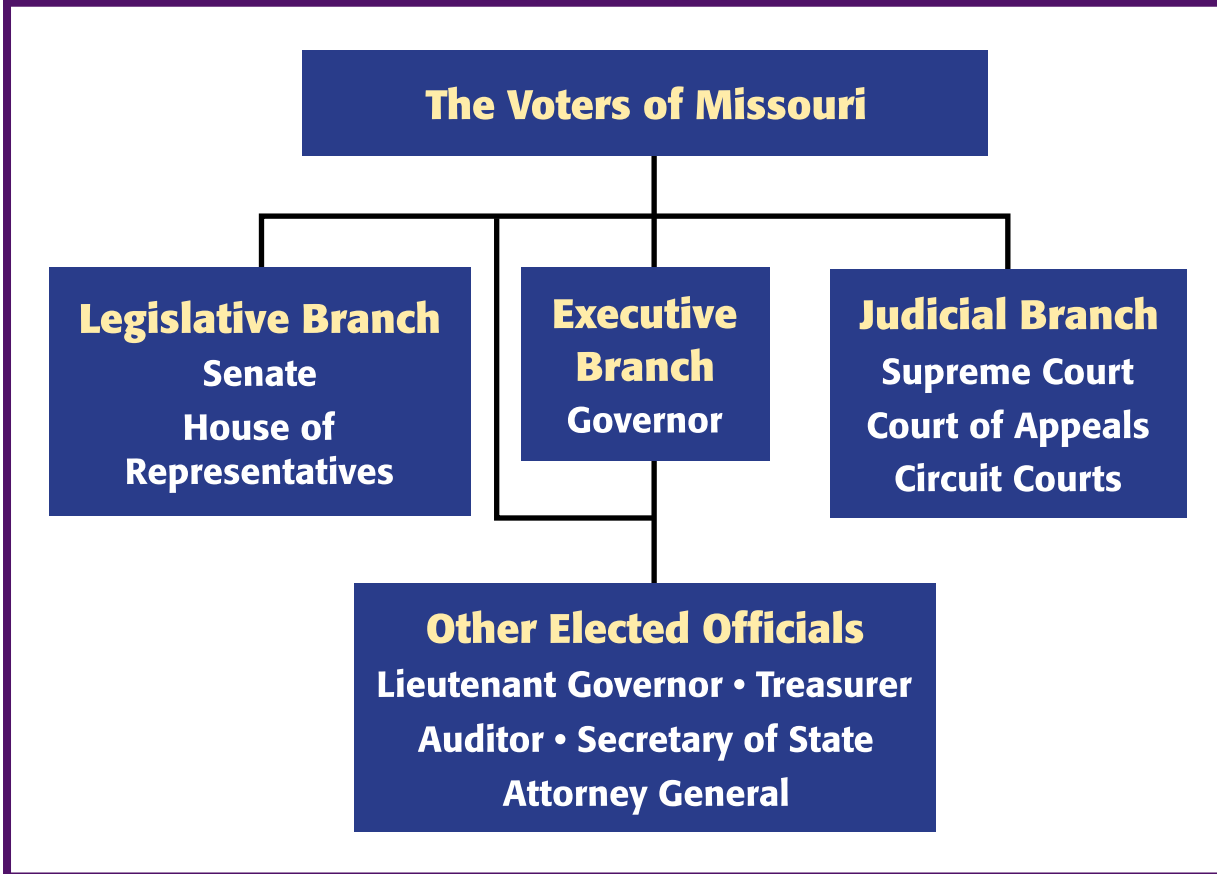 The Voters of Missouri
Legislative Branch
Senate
House of
Representatives
Executive
Branch
Governor
Judicial Branch
Supreme Court
Court of Appeals
Circuit Courts
Other Elected Officials
Lieutenant Governor • Treasurer
Auditor • Secretary of State
Attorney General